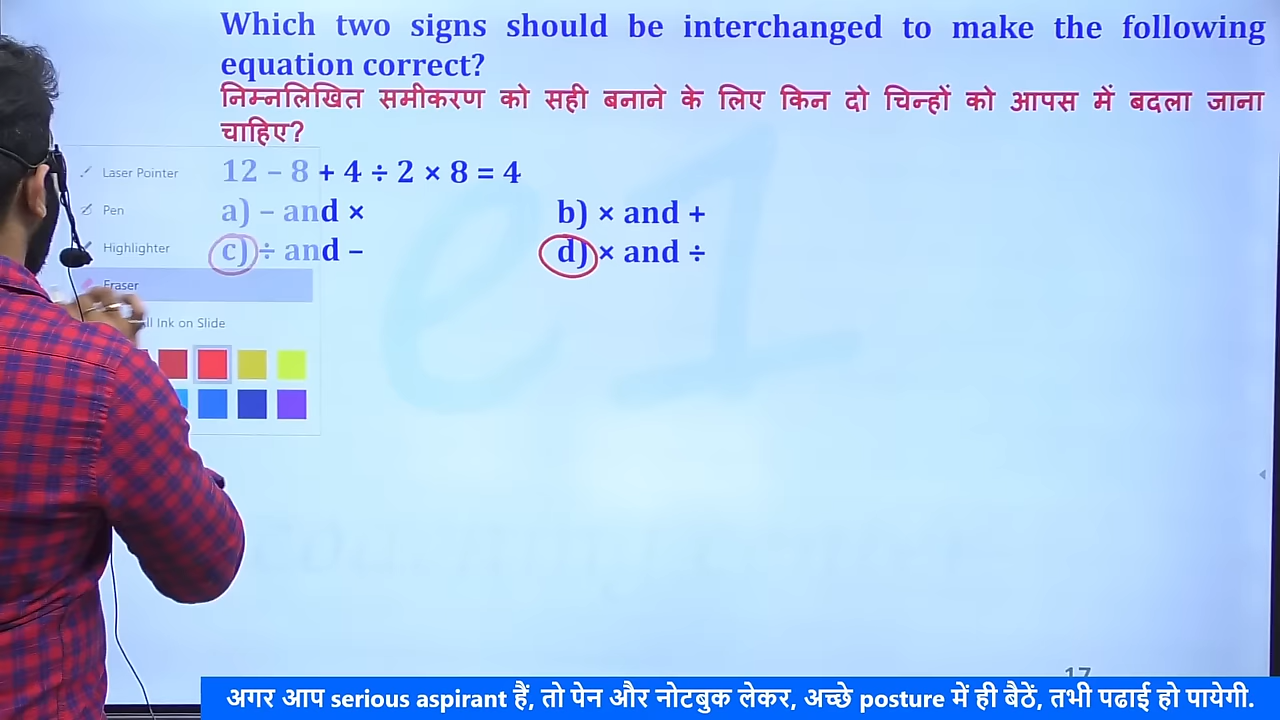 Which two signs should be interchanged to make the following
equation correct?
निम्नलिखित समीकरण को सही बनाने के लिए किन दो चिन्हों को आपस में बदला जाना
चाहिए?
12 – 8 + 4 ÷ 2 × 8 = 4
a) – and ×
b) × and +
c) ÷ and –
d) × and ÷
Laser Pointer
Pen
Highlighter
Eraser
Ink on Slide
e1
17
अगर आप serious aspirant हैं, तो पेन और नोटबुक लेकर, अच्छे posture में ही बैठें, तभी पढाई हो पायेगी.